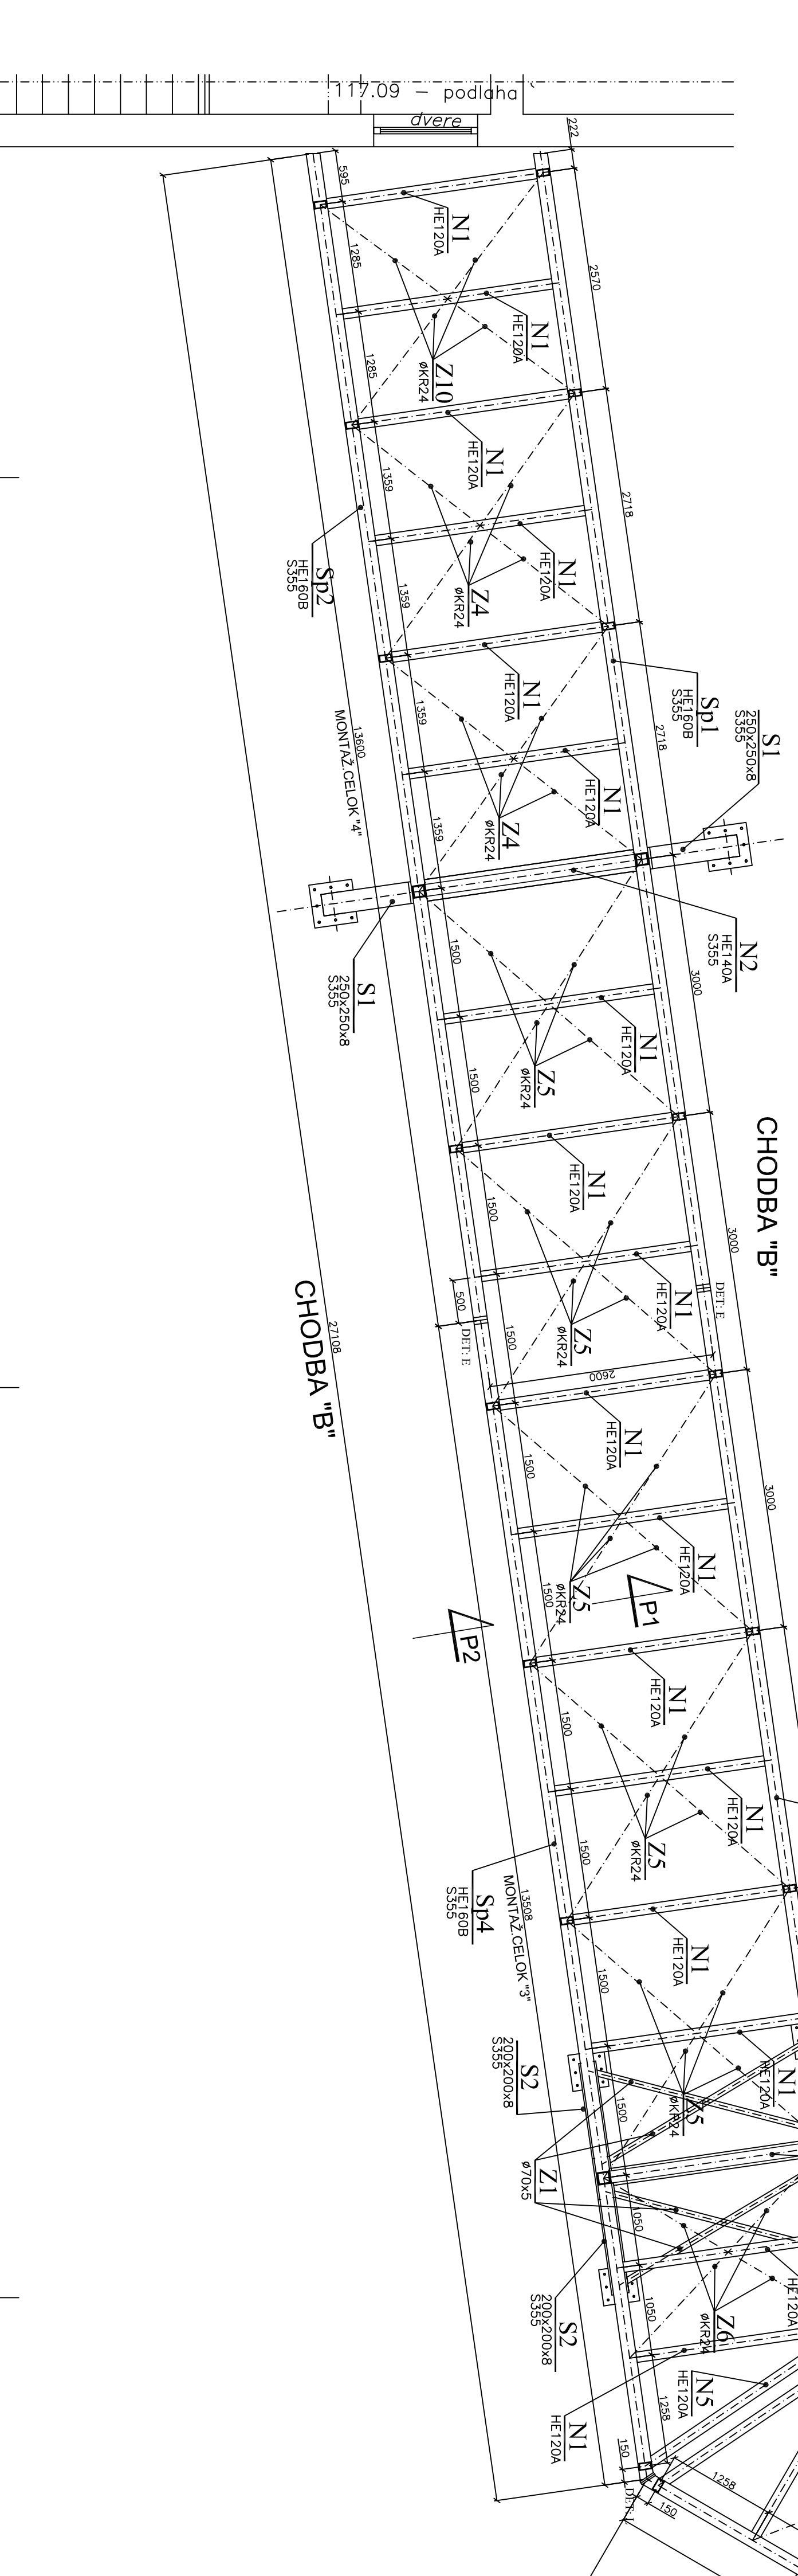 117.09 - podlaha
dvere
222
595
N1
HE120A
1285
2570
N1
HE120A
1285
Z10
øKR24
N1
HE120A
1359
2718
N1
HE120A
Sp2
HE160B
S355
Z4
øKR24
1359
N1
HE120A
Sp1
HE160B
S355
S1
250x250x8
S355
1359
2718
13600
MONTAŽ.CELOK "4"
N1
HE120A
Z4
øKR24
1359
N2
HE140A
S355
S1
250x250x8
S355
1500
3000
N1
HE120A
Z5
øKR24
1500
CHODBA "B"
N1
HE120A
1500
3000
N1
HE120A
DET: E
500
DET: E
1500
Z5
øKR24
27108
CHODBA "B"
2600
N1
HE120A
1500
3000
N1
HE120A
Z5
øKR24
1500
P1
P2
N1
HE120A
1500
N1
HE120A
Z5
øKR24
1500
Sp4
HE160B
S355
13508
MONTAŽ.CELOK "3"
N1
HE120A
1500
N1
HE120A
S2
200x200x8
S355
Z5
øKR24
1500
Z1
ø70x5
1050
HE120A
S2
200x200x8
S355
1050
Z6
øKR24
N5
HE120A
N1
HE120A
1258
150
1258
150